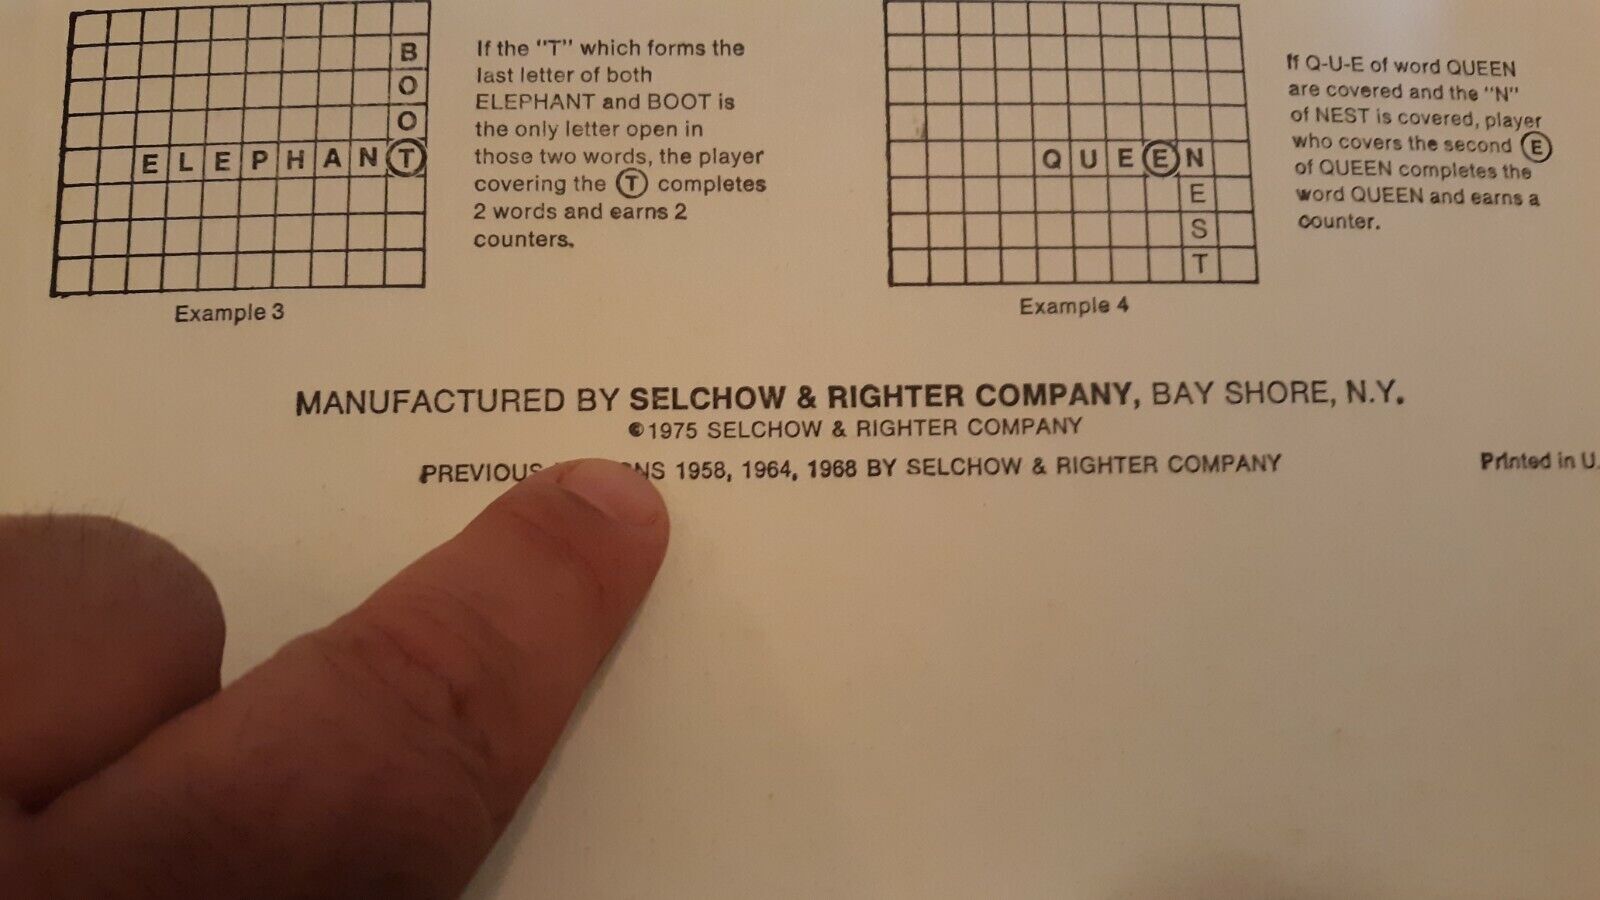 B
O
O
E L E P H A N T
Example 3
If the "T" which forms the
last letter of both
ELEPHANT and BOOT is
the only letter open in
those two words, the player
covering the T completes
2 words and earns 2
counters.
Q U E E N
E
S
T
Example 4
If Q-U-E of word QUEEN
are covered and the "N"
of NEST is covered, player
who covers the second E
of QUEEN completes the
word QUEEN and earns a
counter.
MANUFACTURED BY SELCHOW & RIGHTER COMPANY, BAY SHORE, N.Y.
©1975 SELCHOW & RIGHTER COMPANY
PREVIOUS 1958, 1964, 1968 BY SELCHOW & RIGHTER COMPANY
Printed in U.